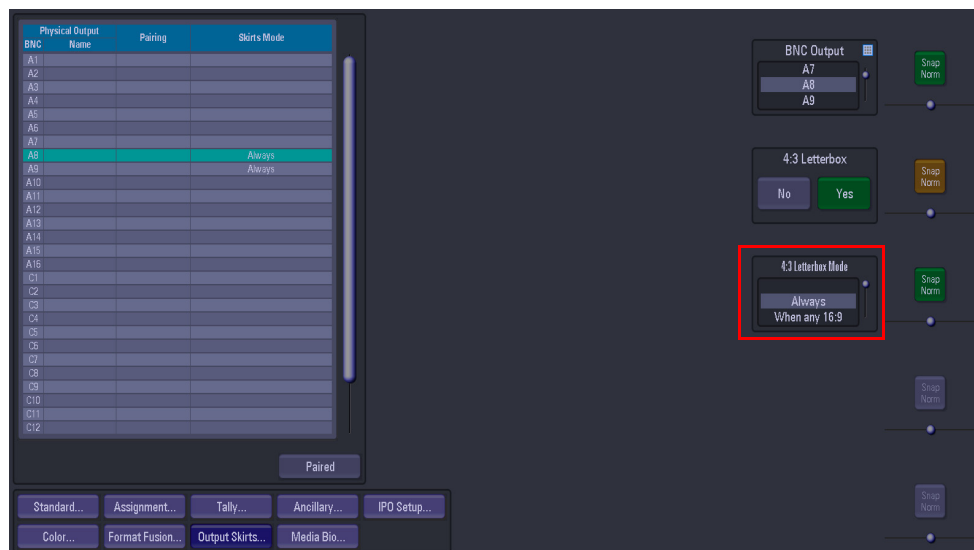 Physical Output
BNC Name Pairing Skirts Mode
A1
A2
A3
A4
A5
A6
A7
A8 Always
A9 Always
A10
A11
A12
A13
A14
A15
A16
C1
C2
C3
C4
C5
C6
C7
C8
C9
C10
C11
C12
Paired
Standard... Assignment... Tally... Ancillary... IPO Setup...
Color... Format Fusion... Output Skirts... Media Bio...
BNC Output
A7
A8
A9
Snap
Norm
4:3 Letterbox
No Yes
Snap
Norm
4:3 Letterbox Mode
Always
When any 16:9
Snap
Norm
Snap
Norm
Snap
Norm